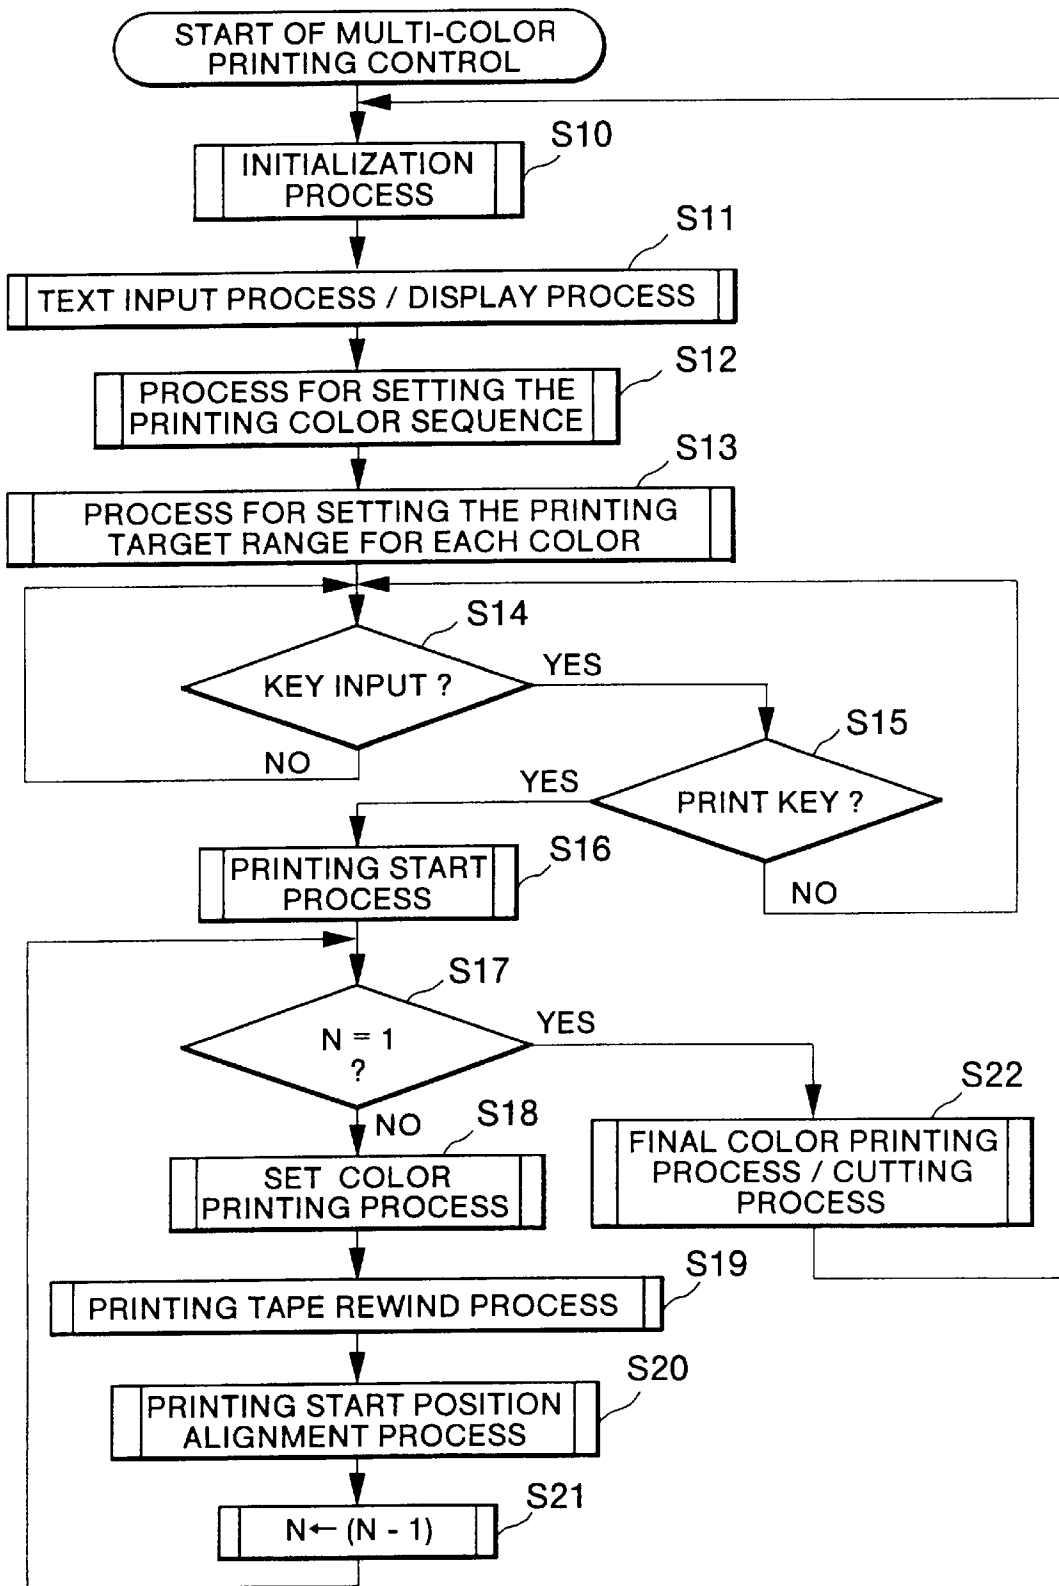 START OF MULTI-COLOR
PRINTING CONTROL
S10
INITIALIZATION
PROCESS
S11
TEXT INPUT PROCESS / DISPLAY PROCESS
S12
PROCESS FOR SETTING THE
PRINTING COLOR SEQUENCE
S13
PROCESS FOR SETTING THE PRINTING
TARGET RANGE FOR EACH COLOR
S14
KEY INPUT ?
YES
NO
S15
PRINT KEY ?
YES
NO
S16
PRINTING START
PROCESS
S17
N = 1
?
YES
NO
S18
SET COLOR
PRINTING PROCESS
S22
FINAL COLOR PRINTING
PROCESS / CUTTING
PROCESS
S19
PRINTING TAPE REWIND PROCESS
S20
PRINTING START POSITION
ALIGNMENT PROCESS
S21
N← (N - 1)